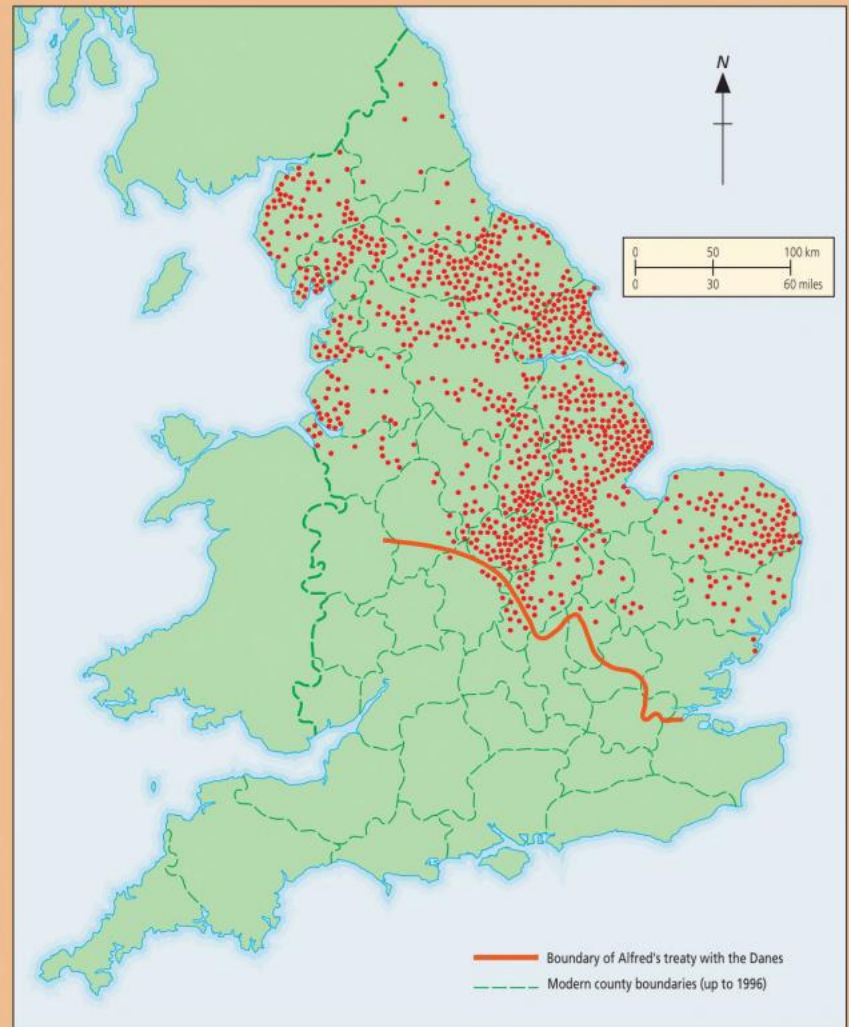 N
0 50 100 km
0 30 60 miles
Boundary of Alfred's treaty with the Danes
Modern county boundaries (up to 1996)